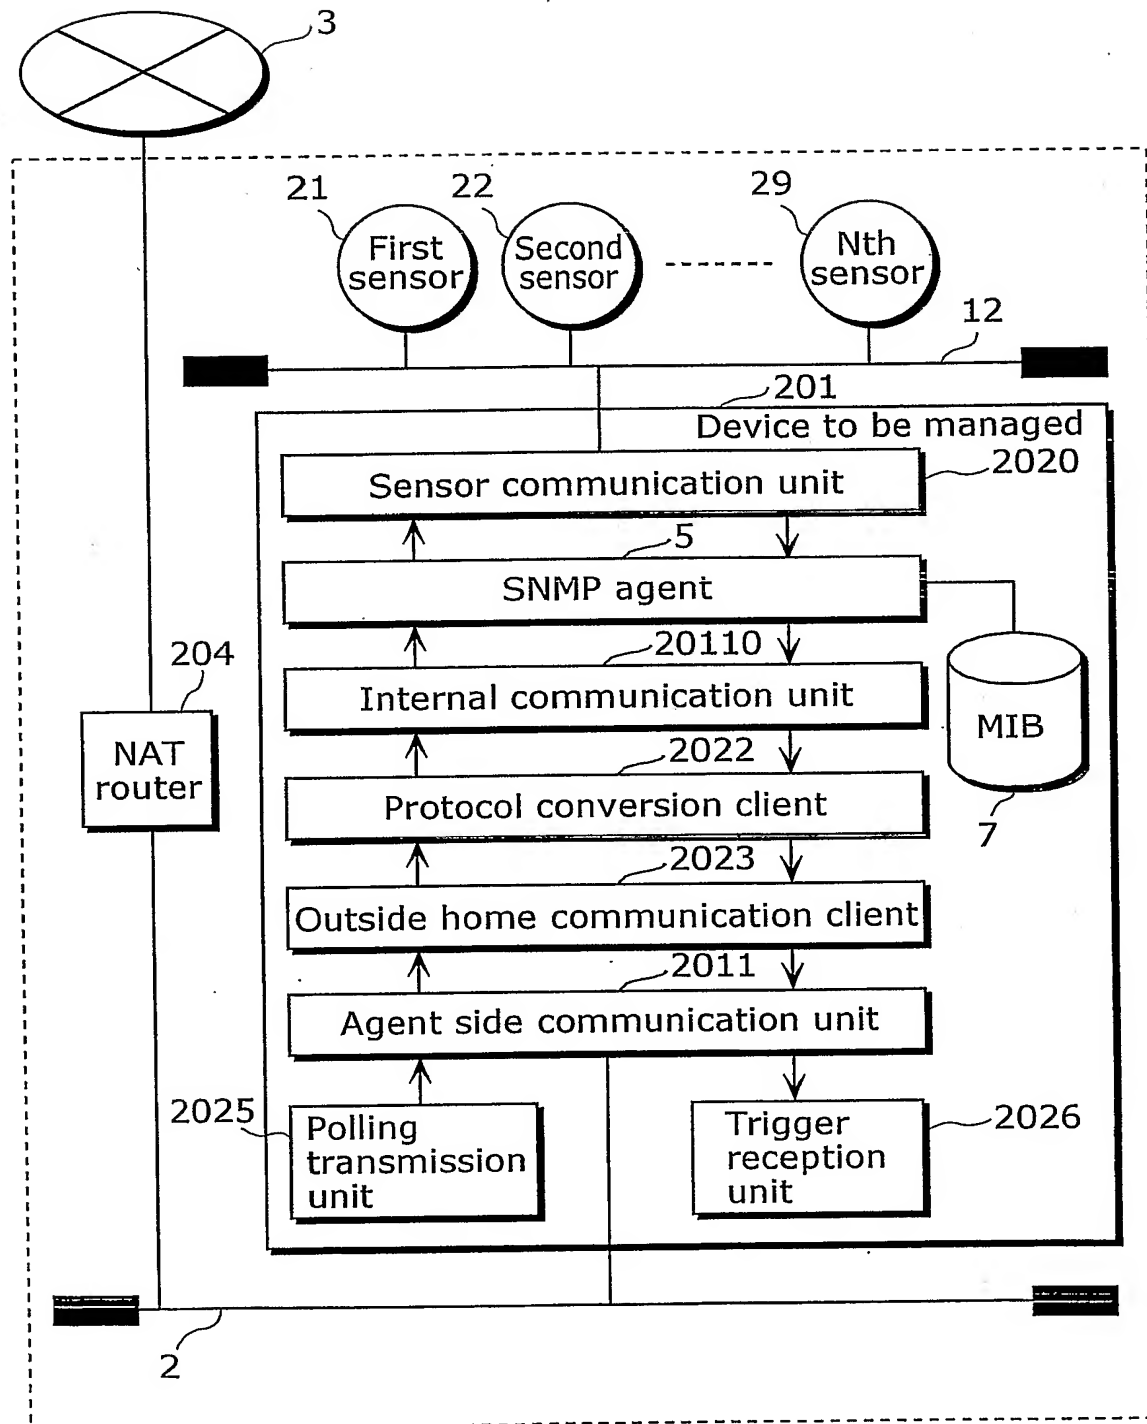 3
21
22
29
First
sensor
Second
sensor
Nth
sensor
12
201
Device to be managed
2020
Sensor communication unit
5
SNMP agent
20110
204
Internal communication unit
NAT
router
MIB
2022
Protocol conversion client
7
2023
Outside home communication client
2011
Agent side communication unit
2025
Polling
transmission
unit
Trigger
reception
unit
2026
2